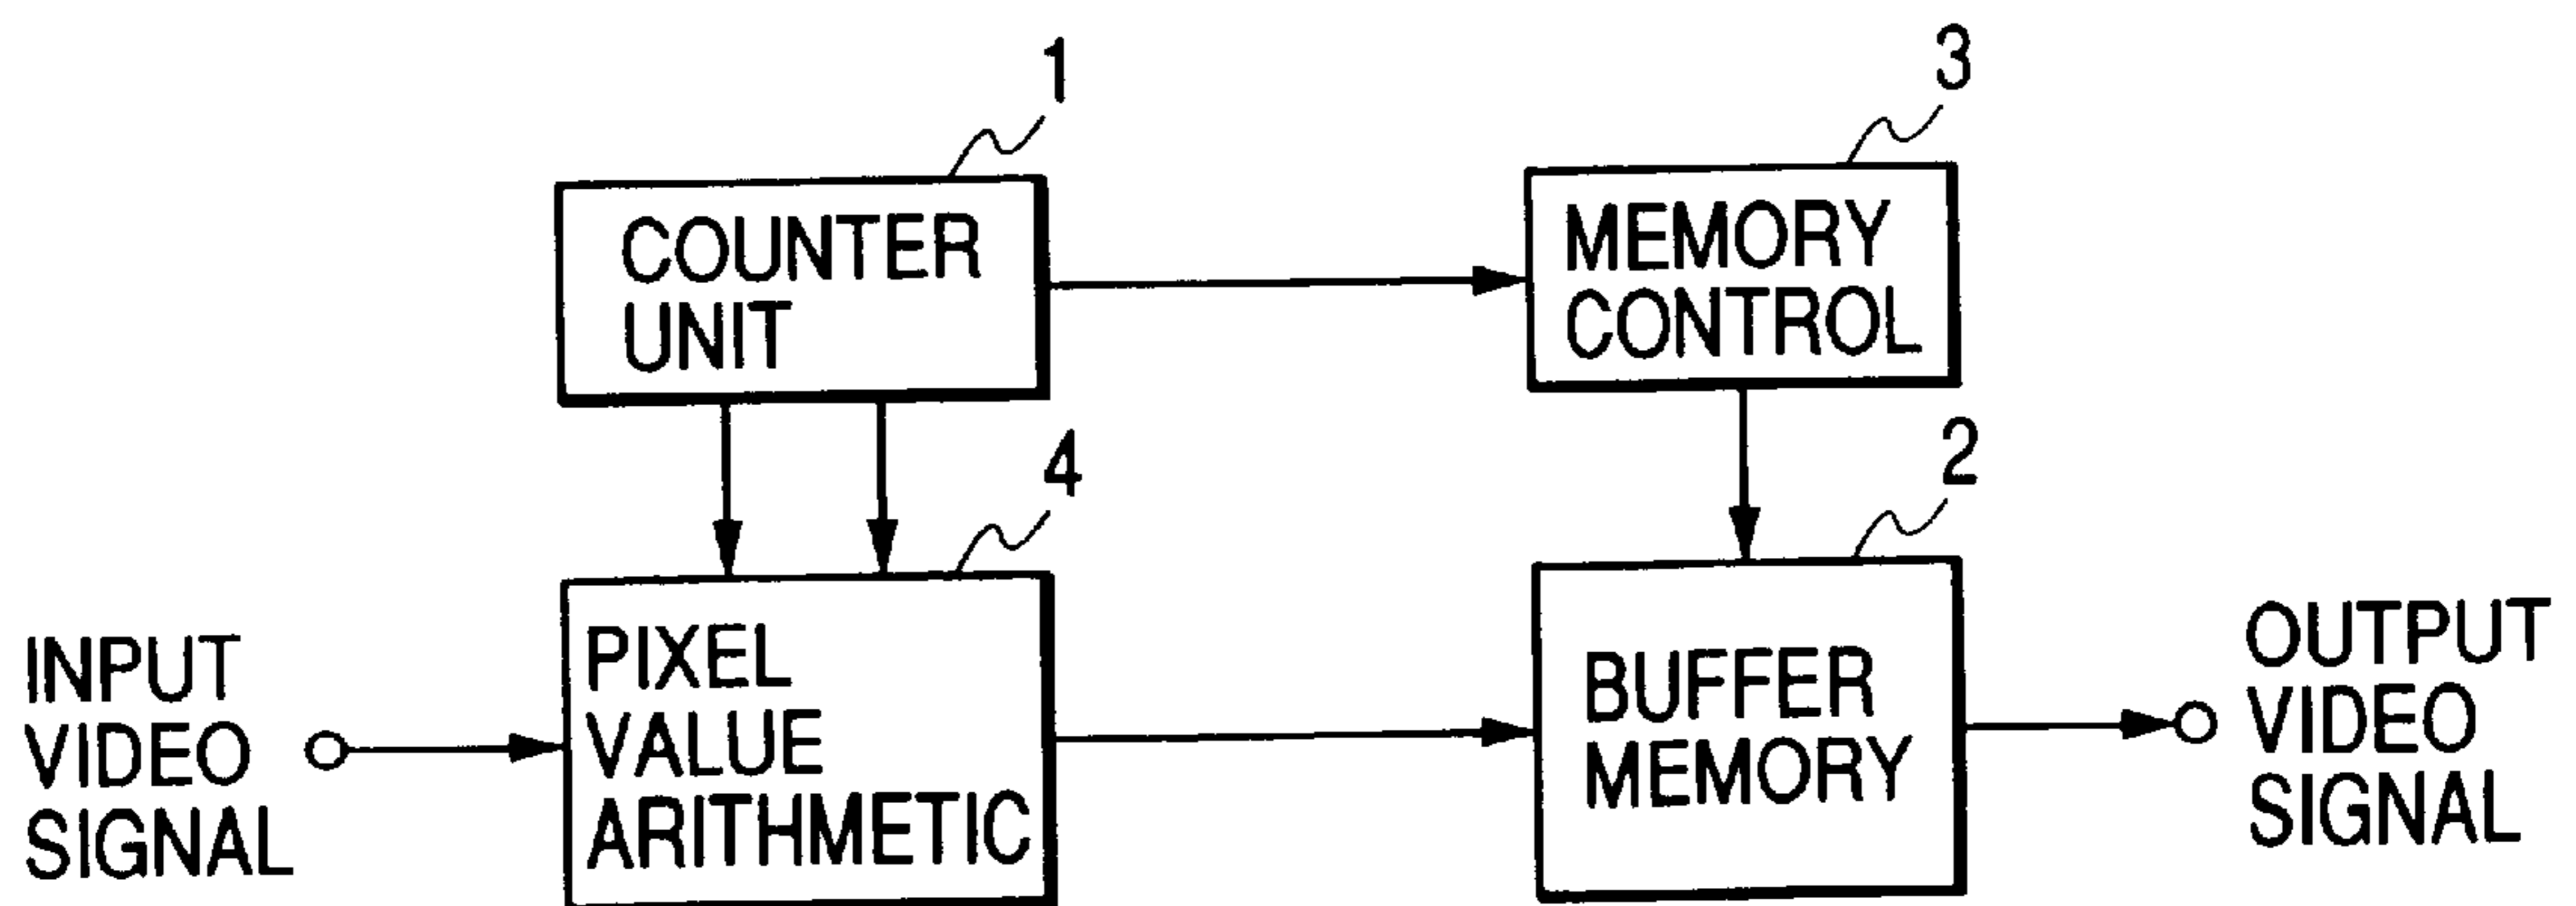 1
3
COUNTER
UNIT
MEMORY
CONTROL
4
2
INPUT
VIDEO
SIGNAL
PIXEL
VALUE
ARITHMETIC
BUFFER
MEMORY
OUTPUT
VIDEO
SIGNAL